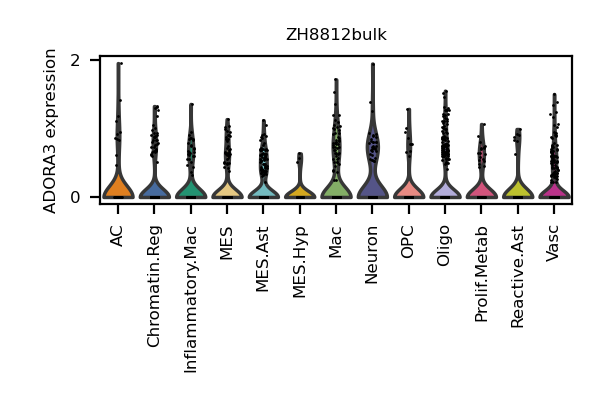 ZH8812bulk
ADORA3 expression
2
0
AC
Chromatin.Reg
Inflammatory.Mac
MES
MES.Ast
MES.Hyp
Mac
Neuron
OPC
Oligo
Prolif.Metab
Reactive.Ast
Vasc